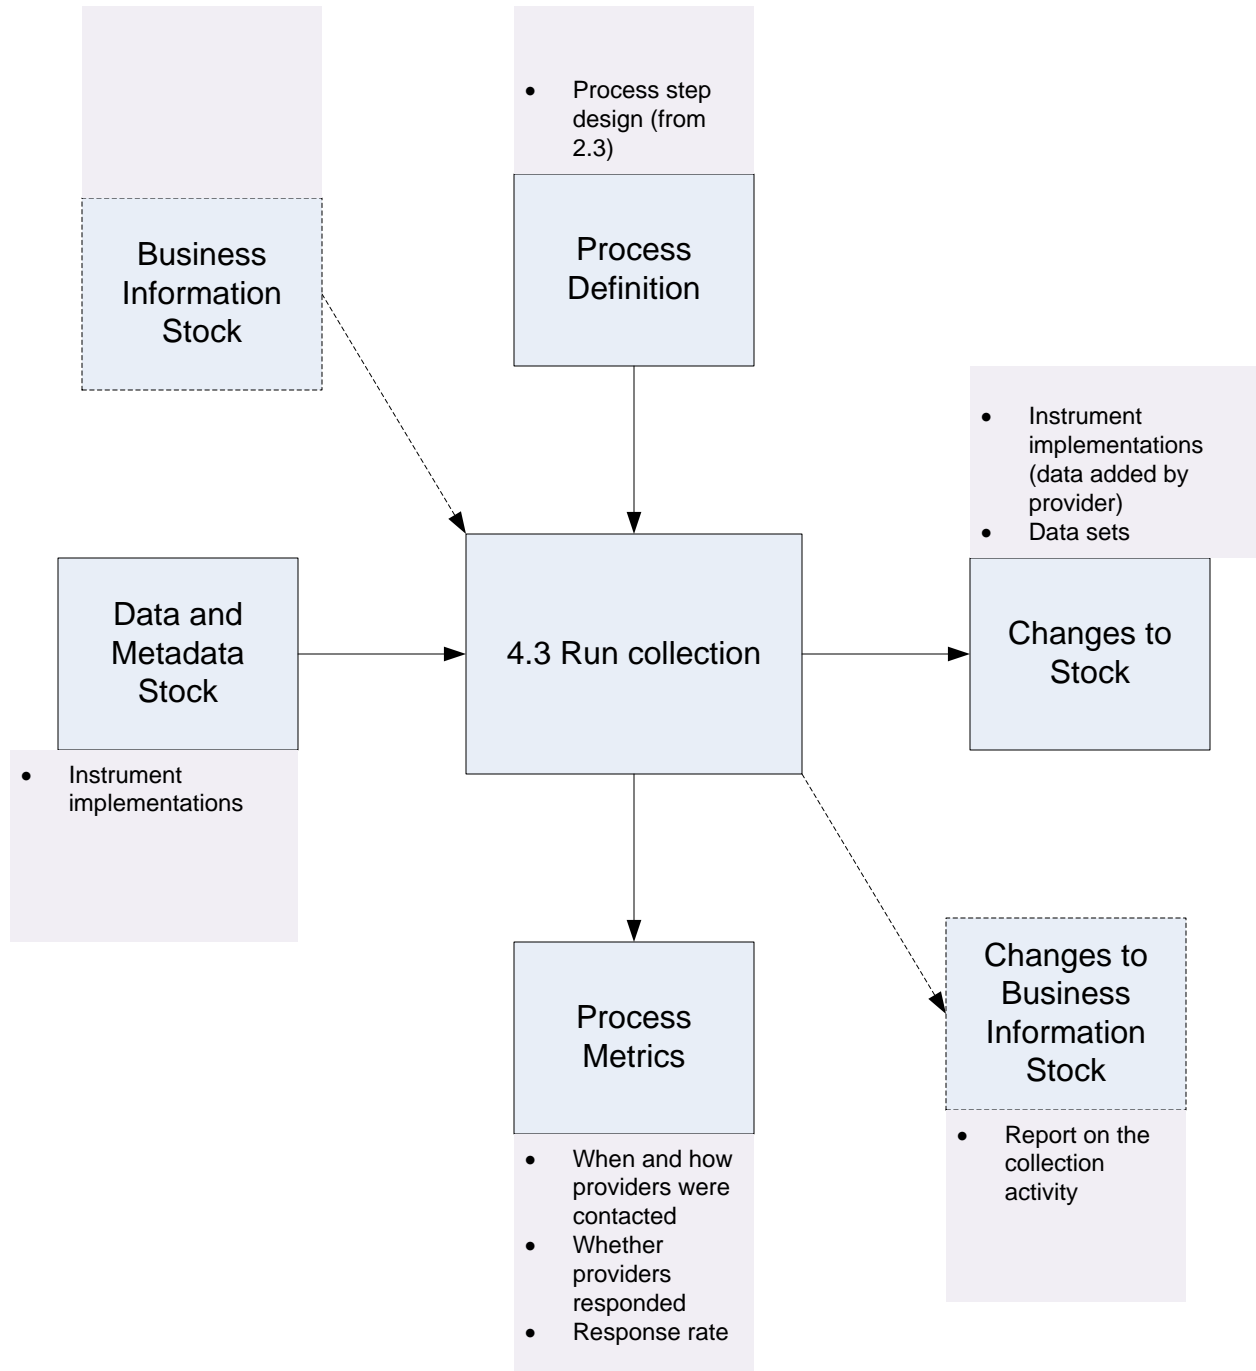 • Process step
design (from
2.3)
Business
Information
Stock
Process
Definition
• Instrument
implementations
(data added by
provider)
• Data sets
Data and
Metadata
Stock
4.3 Run collection
Changes to
Stock
• Instrument
implementations
Process
Metrics
Changes to
Business
Information
Stock
• When and how
providers were
contacted
• Whether
providers
responded
• Response rate
• Report on the
collection
activity